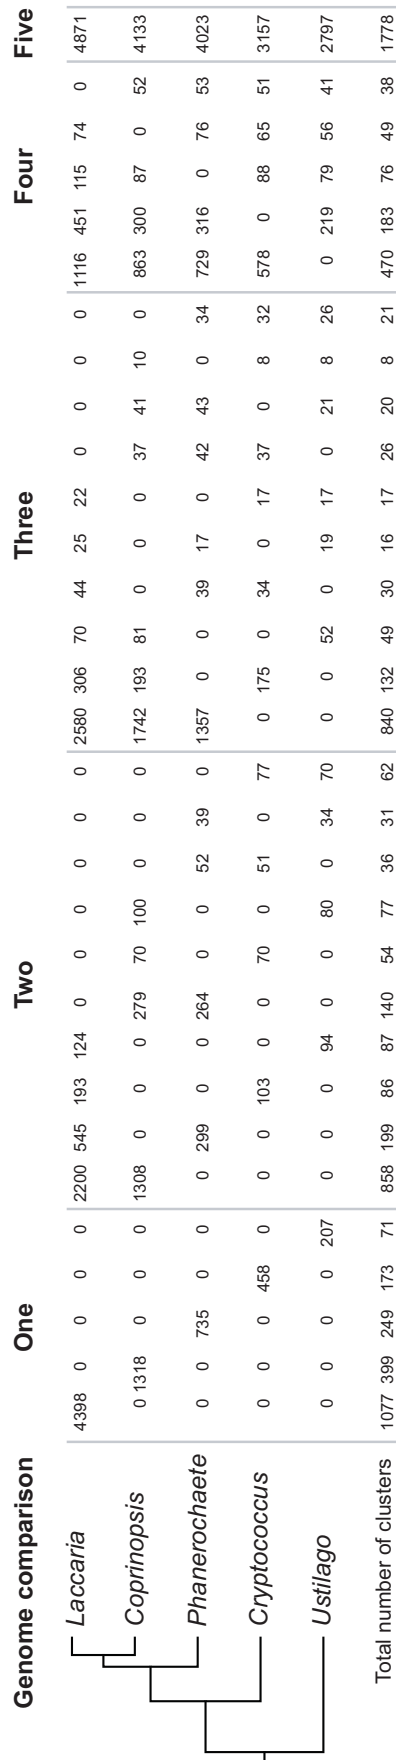 Genome comparison One Two Three Four Five
Laccaria 4398 0 0 0 0 2200 545 193 124 0 0 0 0 0 0 2580 306 70 44 25 22 0 0 0 0 1116 451 115 74 0 4871
Coprinopsis 0 1318 0 0 0 1308 0 0 0 279 70 100 0 0 0 1742 193 81 0 0 0 37 41 10 0 863 300 87 0 52 4133
Phanerochaete 0 0 735 0 0 0 299 0 0 264 0 0 52 39 0 1357 0 0 39 17 0 42 43 0 34 729 316 0 76 53 4023
Cryptococcus 0 0 0 458 0 0 0 103 0 0 70 0 51 0 77 0 175 0 34 0 17 37 0 8 32 578 0 88 65 51 3157
Ustilago 0 0 0 0 207 0 0 0 94 0 0 80 0 34 70 0 0 52 0 19 17 0 21 8 26 0 219 79 56 41 2797
Total number of clusters 1077 399 249 173 71 858 199 86 87 140 54 77 36 31 62 840 132 49 30 16 17 26 20 8 21 470 183 76 49 38 1778